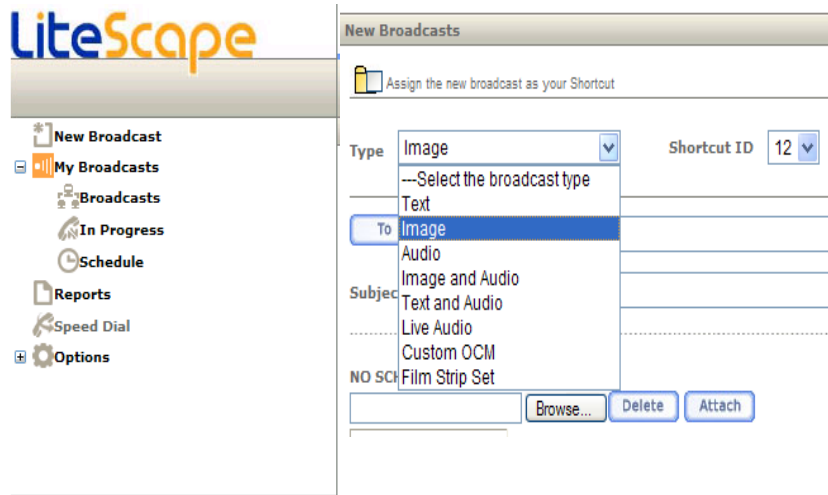 LiteScape
New Broadcast
My Broadcasts
Broadcasts
In Progress
Schedule
Reports
Speed Dial
Options
New Broadcasts
Assign the new broadcast as your Shortcut
Type Image Shortcut ID 12
---Select the broadcast type
Text
To Image
Audio
Image and Audio
Subjec Text and Audio
Live Audio
Custom OCM
NO SCH Film Strip Set
Browse... Delete Attach